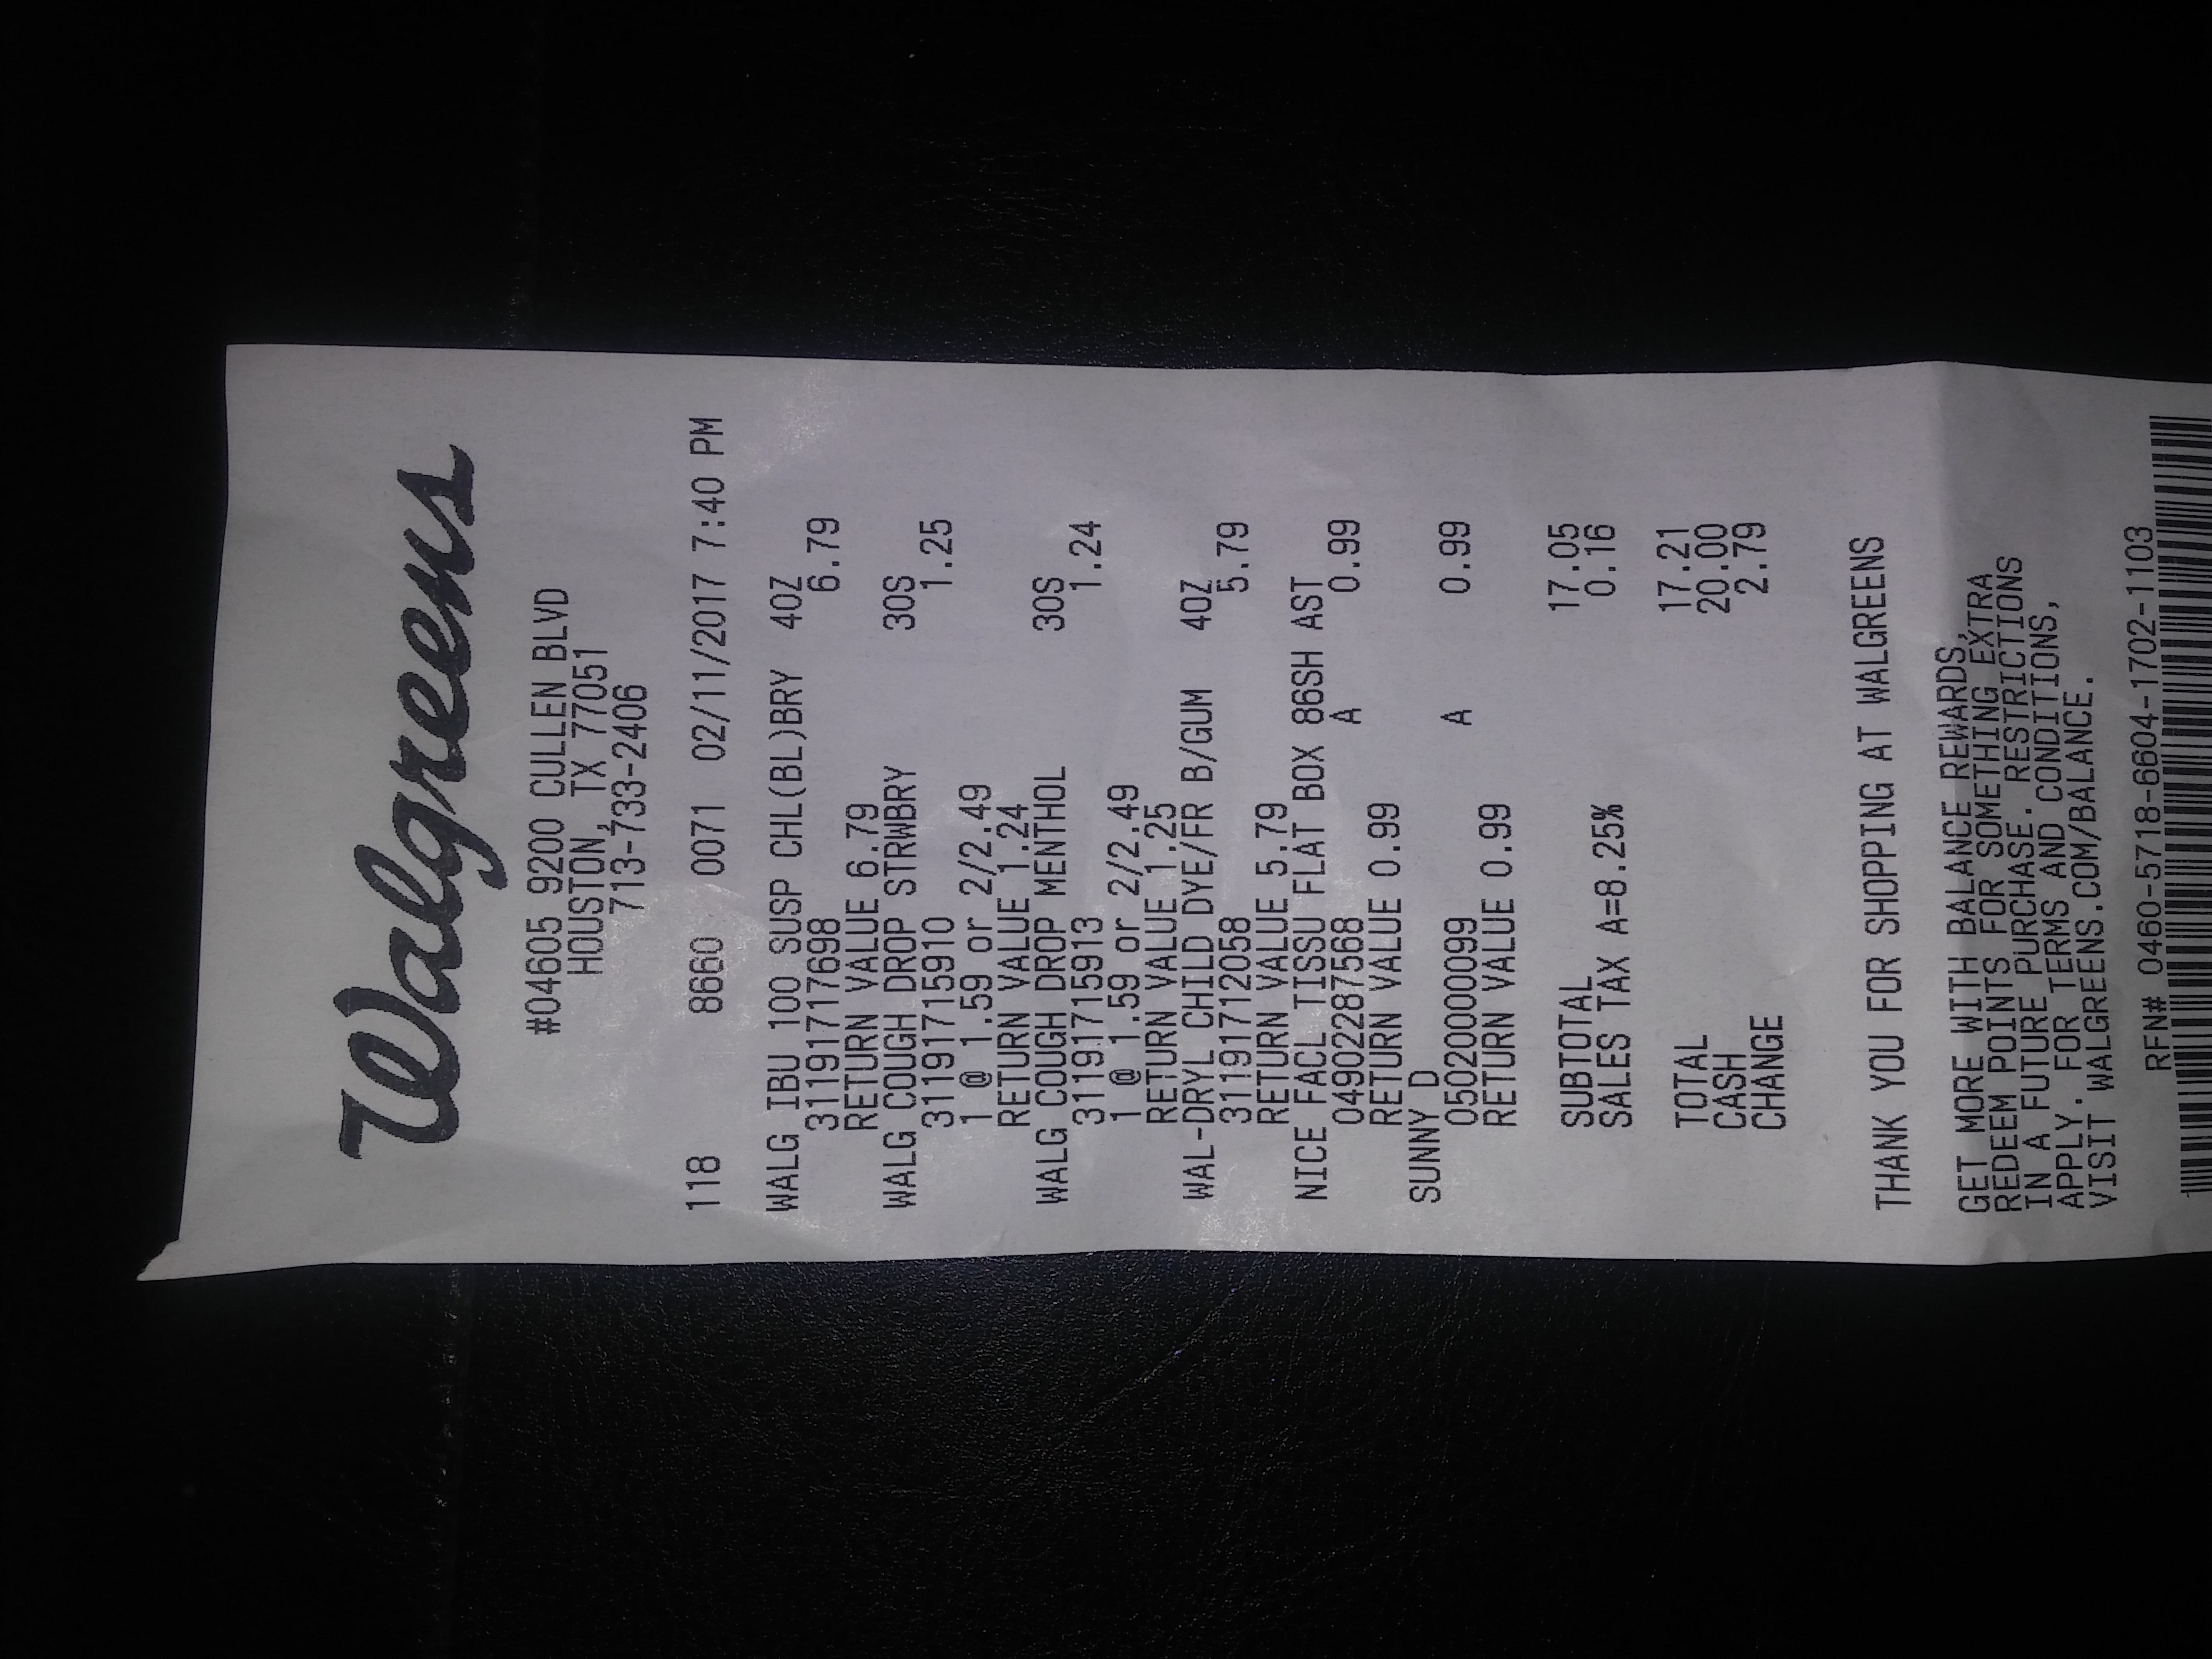 Walgreens
#04605 9200 CULLEN BLVD
HOUSTON, TX 77051
713-733-2406
118 8660 0071 02/11/2017 7:40 PM
WALG IBU 100 SUSP CHL(BL)BRY 4OZ
31191717698 6.79
RETURN VALUE 6.79
WALG COUGH DROP STRWBRY 30S
31191715910 1.25
1 @ 1.59 or 2/2.49
RETURN VALUE 1.24
WALG COUGH DROP MENTHOL 30S
31191715913 1.24
1 @ 1.59 or 2/2.49
RETURN VALUE 1.25
WAL-DRYL CHILD DYE/FR B/GUM 4OZ
31191712058 5.79
RETURN VALUE 5.79
NICE FACL TISSU FLAT BOX 86SH AST
04902287568 A 0.99
RETURN VALUE 0.99
SUNNY D
05020000099 A 0.99
RETURN VALUE 0.99
SUBTOTAL 17.05
SALES TAX A=8.25% 0.16
TOTAL 17.21
CASH 20.00
CHANGE 2.79
THANK YOU FOR SHOPPING AT WALGREENS
GET MORE WITH BALANCE REWARDS,
REDEEM POINTS FOR SOMETHING EXTRA
IN A FUTURE PURCHASE. RESTRICTIONS
APPLY. FOR TERMS AND CONDITIONS,
VISIT WALGREENS.COM/BALANCE.
RFN# 0460-5718-6604-1702-1103